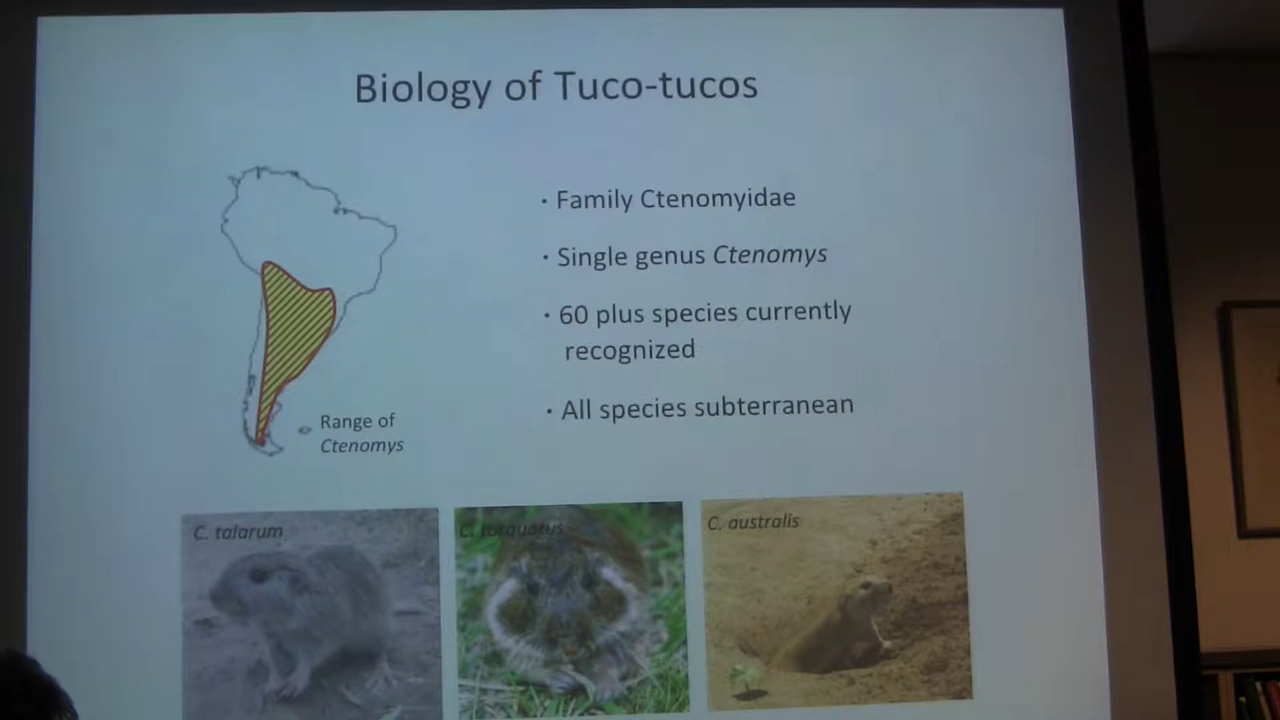 Biology of Tuco-tucos
· Family Ctenomyidae
· Single genus Ctenomys
· 60 plus species currently
recognized
· All species subterranean
Range of
Ctenomys
C. talarum
C. torquatus
C. australis